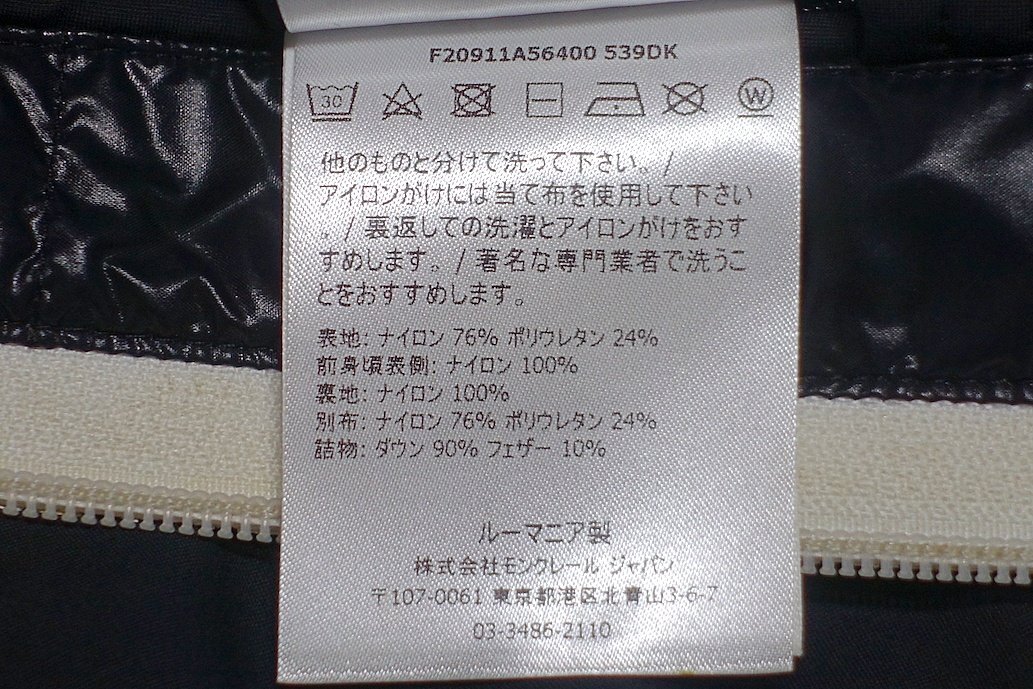 F20911A56400 539DK
30
W
他のものと分けて洗って下さい。/
アイロンがけには当て布を使用して下さい
。/ 裏返しての洗濯とアイロンがけをおす
すめします。/ 著名な専門業者で洗うこ
とをおすすめします。
表地: ナイロン 76% ポリウレタン 24%
前身頃表側: ナイロン 100%
裏地: ナイロン 100%
別布: ナイロン 76% ポリウレタン 24%
詰物: ダウン 90% フェザー 10%
ルーマニア製
株式会社モンクレール ジャパン
〒107-0061 東京都港区北青山3-6-7
03-3486-2110